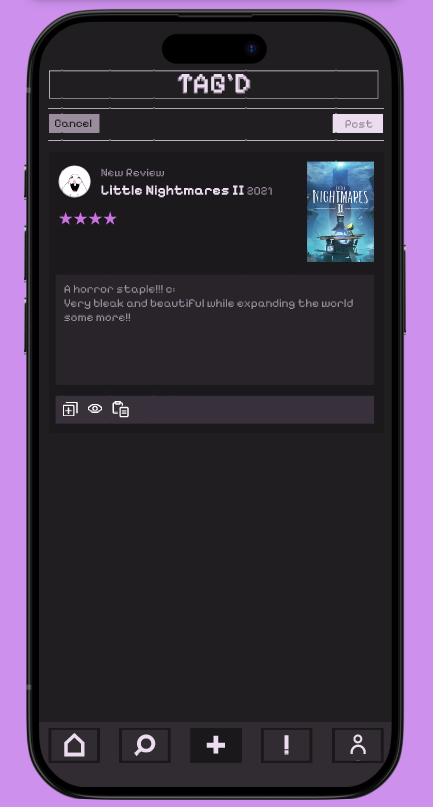 TAG'D
Cancel
Post
New Review
Little Nightmares II 2021
LITTLE
NIGHTMARES
II
A horror staple!!! c:
Very bleak and beautiful while expanding the world
some more!!